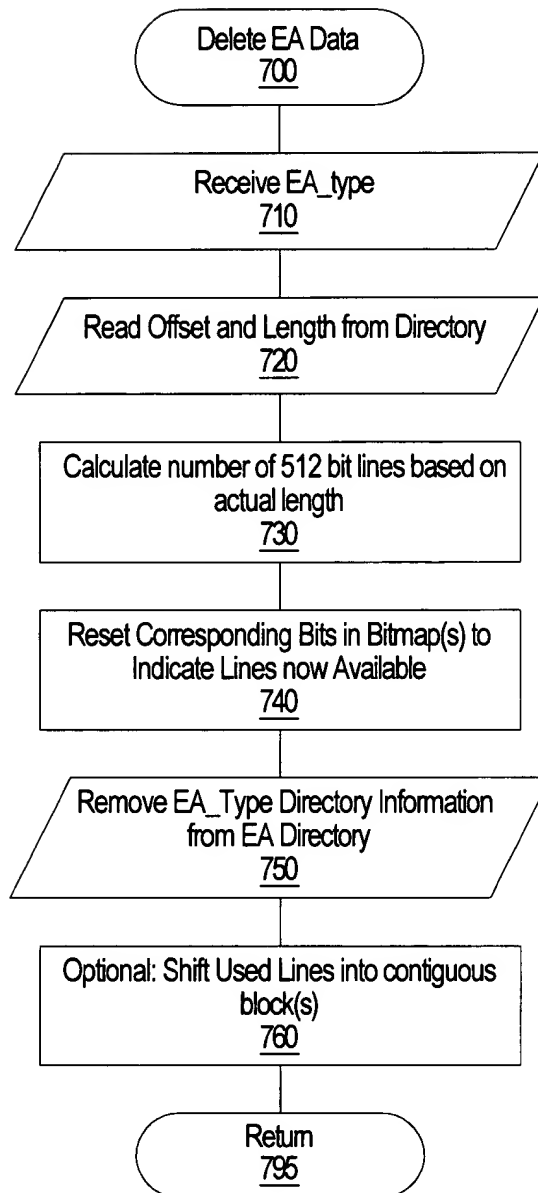 Delete EA Data
700
Receive EA_type
710
Read Offset and Length from Directory
720
Calculate number of 512 bit lines based on
actual length
730
Reset Corresponding Bits in Bitmap(s) to
Indicate Lines now Available
740
Remove EA_Type Directory Information
from EA Directory
750
Optional: Shift Used Lines into contiguous
block(s)
760
Return
795